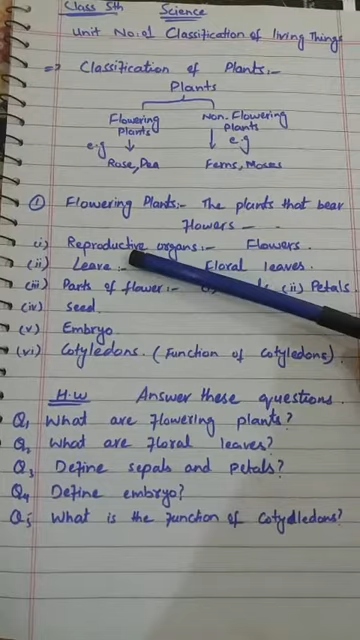 Class 5th Science
Unit No:01 Classification of living Things
=> Classification of Plants:-
Plants
Flowering Plants Non-Flowering Plants
e.g e.g
Rose, Pea Ferns, Moses
(1) Flowering Plants:- The plants that bear
flowers -
(i) Reproductive organs:- Flowers.
(ii) Leave:- Floral leaves.
(iii) Parts of flower:- (ii) Petals.
(iv) Seed.
(v) Embryo.
(vi) Cotyledons. (Function of Cotyledons).
H.W Answer these questions.
Q1 What are flowering plants?
Q2 What are floral leaves?
Q3 Define sepals and petals?
Q4 Define embryo?
Q5 What is the function of Cotydledons?